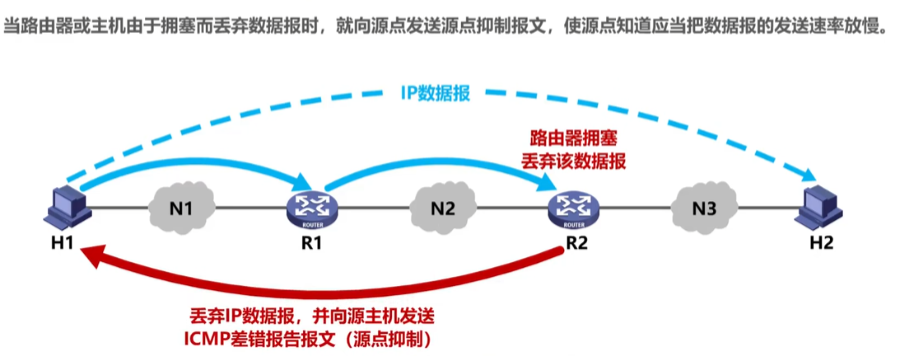 当路由器或主机由于拥塞而丢弃数据报时，就向源点发送源点抑制报文，使源点知道应当把数据报的发送速率放慢。
IP数据报
路由器拥塞
丢弃该数据报
N1
N2
N3
ROUTER
ROUTER
H1
R1
R2
H2
丢弃IP数据报，并向源主机发送
ICMP差错报告报文（源点抑制）